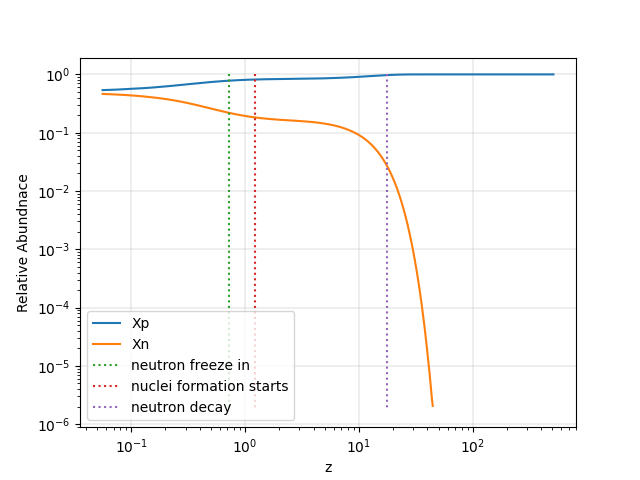 10⁰
10⁻¹
10⁻²
10⁻³
10⁻⁴
10⁻⁵
10⁻⁶
Relative Abundnace
Xp
Xn
neutron freeze in
nuclei formation starts
neutron decay
10⁻¹ 10⁰ 10¹ 10²
z